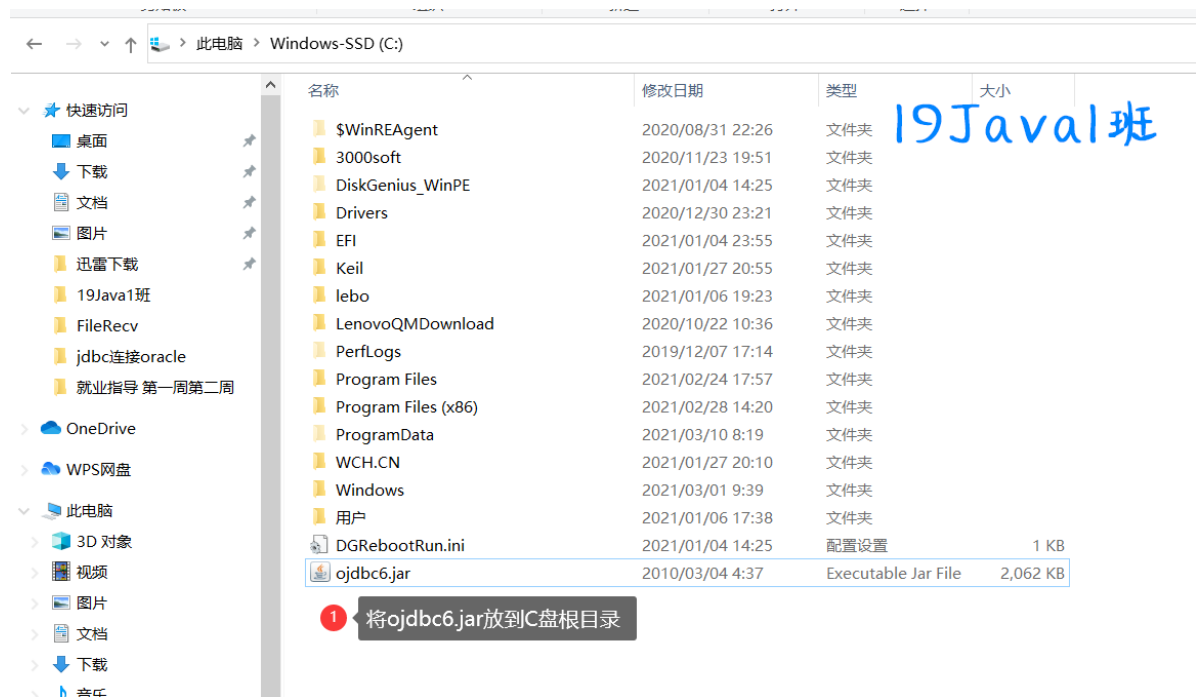 此电脑 > Windows-SSD (C:)
名称 修改日期 类型 大小
19Java1班
快速访问
桌面
下载
文档
图片
迅雷下载
19Java1班
FileRecv
jdbc连接oracle
就业指导 第一周第二周
OneDrive
WPS网盘
此电脑
3D 对象
视频
图片
文档
下载
音乐
$WinREAgent 2020/08/31 22:26 文件夹
3000soft 2020/11/23 19:51 文件夹
DiskGenius_WinPE 2021/01/04 14:25 文件夹
Drivers 2020/12/30 23:21 文件夹
EFI 2021/01/04 23:55 文件夹
Keil 2021/01/27 20:55 文件夹
lebo 2021/01/06 19:23 文件夹
LenovoQMDownload 2020/10/22 10:36 文件夹
PerfLogs 2019/12/07 17:14 文件夹
Program Files 2021/02/24 17:57 文件夹
Program Files (x86) 2021/02/28 14:20 文件夹
ProgramData 2021/03/10 8:19 文件夹
WCH.CN 2021/01/27 20:10 文件夹
Windows 2021/03/01 9:39 文件夹
用户 2021/01/06 17:38 文件夹
DGRebootRun.ini 2021/01/04 14:25 配置设置 1 KB
ojdbc6.jar 2010/03/04 4:37 Executable Jar File 2,062 KB
1 将ojdbc6.jar放到C盘根目录